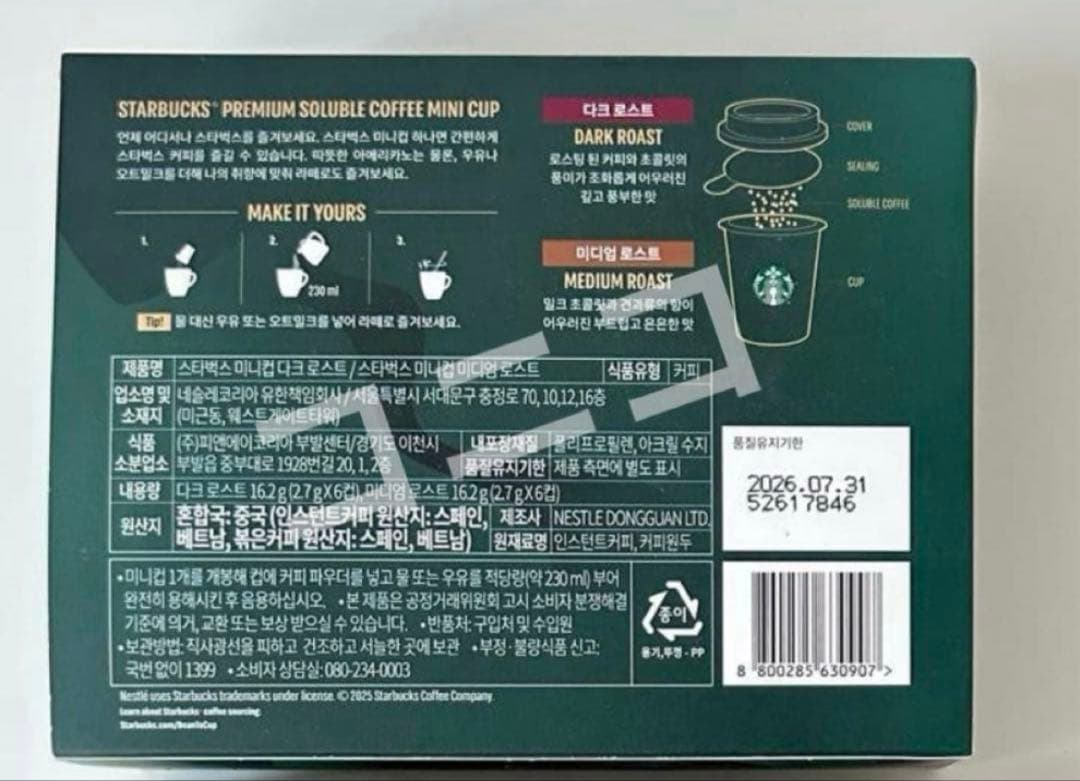 STARBUCKS® PREMIUM SOLUBLE COFFEE MINI CUP
언제 어디서나 스타벅스를 즐겨보세요. 스타벅스 미니컵 하나면 간편하게
스타벅스 커피를 즐길 수 있습니다. 따뜻한 아메리카노는 물론, 우유나
오트밀크를 더해 나의 취향에 맞춰 라떼로도 즐겨보세요.
MAKE IT YOURS
1.
2.
3.
230 ml
Tip! 물 대신 우유 또는 오트밀크를 넣어 라떼로 즐겨보세요.
다크 로스트
DARK ROAST
로스팅 된 커피와 초콜릿의
풍미가 조화롭게 어우러진
깊고 풍부한 맛
미디엄 로스트
MEDIUM ROAST
밀크 초콜릿과 견과류의 향이
어우러진 부드럽고 은은한 맛
COVER
SEALING
SOLUBLE COFFEE
CUP
제품명 스타벅스 미니컵 다크 로스트 / 스타벅스 미니컵 미디엄 로스트 식품유형 커피
업소명 및 네슬레코리아 유한책임회사 / 서울특별시 서대문구 충정로 70, 10,12,16층
소재지 (미근동, 웨스트게이트타워)
식품 (주)피앤에이코리아 부발센터/경기도 이천시 내포장재질 폴리프로필렌, 아크릴 수지
소분업소 부발읍 중부대로 1928번길 20, 1, 2층 품질유지기한 제품 측면에 별도 표시
내용량 다크 로스트 16.2 g (2.7 g X 6컵), 미디엄 로스트 16.2 g (2.7 g X 6컵)
원산지 혼합국: 중국 (인스턴트커피 원산지: 스페인, 제조사 NESTLE DONGGUAN LTD.
베트남, 볶은커피 원산지: 스페인, 베트남) 원재료명 인스턴트커피, 커피원두
• 미니컵 1개를 개봉해 컵에 커피 파우더를 넣고 물 또는 우유를 적당량(약 230 ml) 부어
완전히 용해시킨 후 음용하십시오. • 본 제품은 공정거래위원회 고시 소비자 분쟁해결
기준에 의거, 교환 또는 보상 받으실 수 있습니다. • 반품처: 구입처 및 수입원
• 보관방법: 직사광선을 피하고 건조하고 서늘한 곳에 보관 • 부정·불량식품 신고:
국번 없이 1399 • 소비자 상담실: 080-234-0003
종이
용기, 뚜껑 - PP
품질유지기한
2026.07.31
52617846
8 800285 630907 >
Nestlé uses Starbucks trademarks under license. © 2025 Starbucks Coffee Company.
Learn about Starbucks® coffee sourcing:
Starbucks.com/BeanToCup